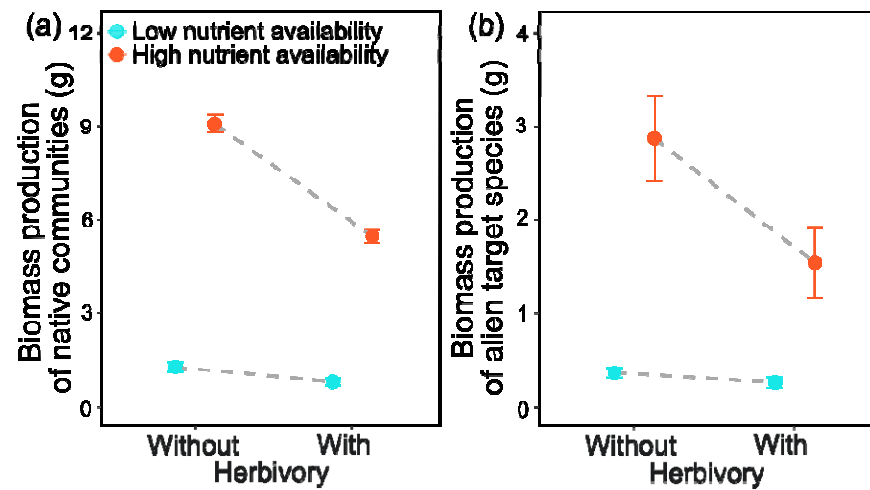 (a)
Low nutrient availability
High nutrient availability
Biomass production
of native communities (g)
12
9
6
3
0
Without
With
Herbivory
(b)
Biomass production
of alien target species (g)
4
3
2
1
0
Without
With
Herbivory